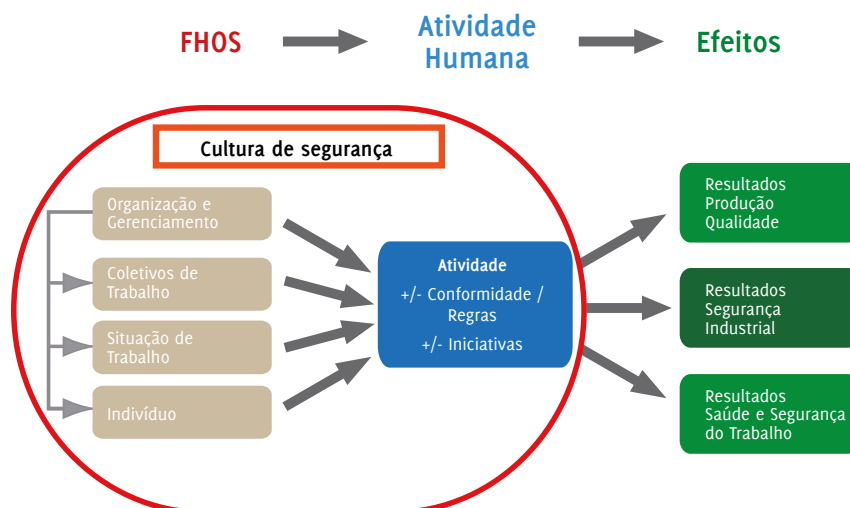 FHOS
Atividade
Humana
Efeitos
Cultura de segurança
Organização e
Gerenciamento
Coletivos de
Trabalho
Situação de
Trabalho
Indivíduo
Atividade
+/- Conformidade /
Regras
+/- Iniciativas
Resultados
Produção
Qualidade
Resultados
Segurança
Industrial
Resultados
Saúde e Segurança
do Trabalho